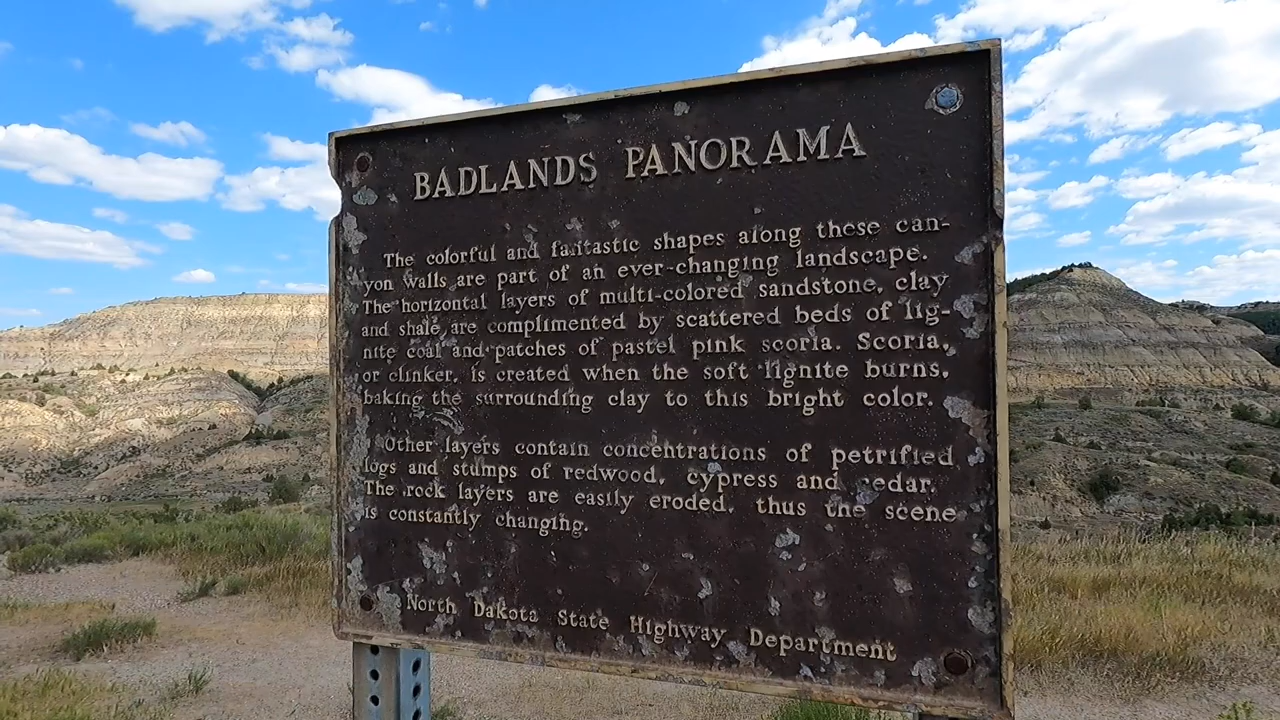 BADLANDS PANORAMA
The colorful and fantastic shapes along these can-
yon walls are part of an ever-changing landscape.
The horizontal layers of multi-colored sandstone, clay
and shale, are complimented by scattered beds of lig-
nite coal and patches of pastel pink scoria. Scoria,
or clinker, is created when the soft lignite burns,
baking the surrounding clay to this bright color.
Other layers contain concentrations of petrified
logs and stumps of redwood, cypress and cedar.
The rock layers are easily eroded, thus the scene
is constantly changing.
North Dakota State Highway Department